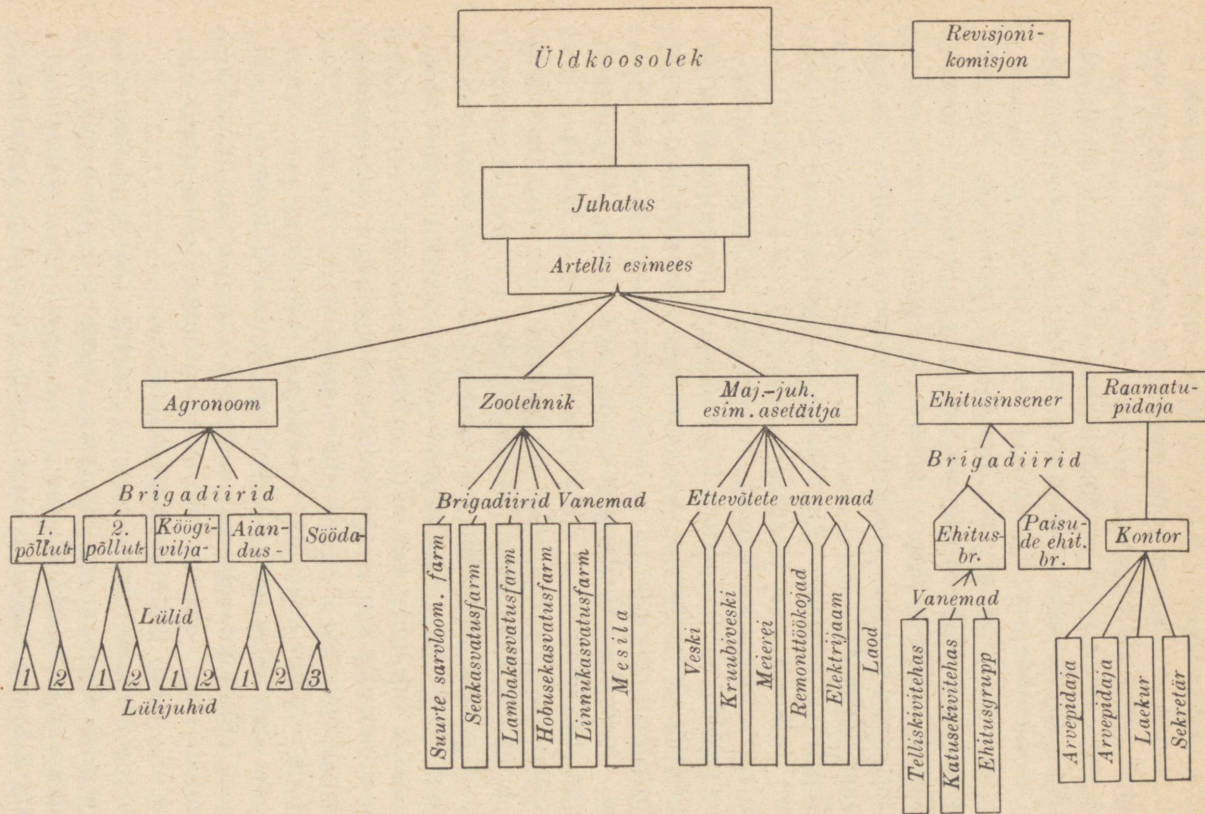 Üldkoosolek
Revisjoni-
komisjon
Juhatus
Artelli esimees
Agronoom
Zootehnik
Maj.-juh.
esim. asetäitja
Ehitusinsener
Raamatu-
pidaja
Brigadiirid
Brigadiirid Vanemad
Ettevõtete vanemad
Brigadiirid
1.
põllutr
2.
põllutr
Köögi-
vilja-
Aian-
dus-
Sööda-
Ehitus-
br.
Paisu-
de ehit.
br.
Kontor
Lülid
1 2 1 2 1 2 1 2 3
Lülijuhid
Suurte sarvloom. farm
Seakasvatusfarm
Lambakasvatusfarm
Hobusekasvatusfarm
Linnukasvatusfarm
Mesila
Veski
Kruubiveski
Meierei
Remonttöökojad
Elektrijaam
Laod
Vanemad
Telliskivitehas
Katusekivitehas
Ehitusgrupp
Arvepidaja
Arvepidaja
Laekur
Sekretär